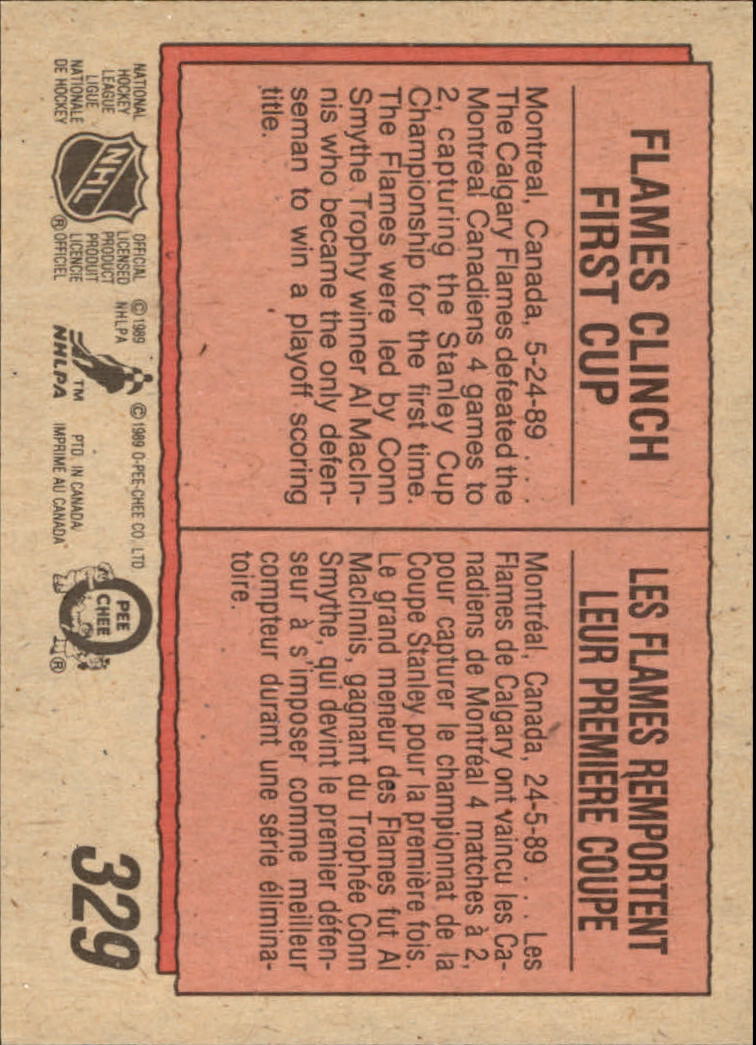 FLAMES CLINCH
FIRST CUP
Montreal, Canada, 5-24-89 . . .
The Calgary Flames defeated the
Montreal Canadiens 4 games to
2, capturing the Stanley Cup
Championship for the first time.
The Flames were led by Conn
Smythe Trophy winner Al MacIn-
nis who became the only defen-
seman to win a playoff scoring
title.
LES FLAMES REMPORTENT
LEUR PREMIERE COUPE
Montréal, Canada, 24-5-89 . . . Les
Flames de Calgary ont vaincu les Ca-
nadiens de Montréal 4 matches à 2,
pour capturer le championnat de la
Coupe Stanley pour la première fois.
Le grand meneur des Flames fut Al
MacInnis, gagnant du Trophée Conn
Smythe, qui devint le premier défen-
seur à s'imposer comme meilleur
compteur durant une série élimina-
toire.
NATIONAL
HOCKEY
LEAGUE
LIGUE
NATIONALE
DE HOCKEY
NHL
®
OFFICIAL
LICENSED
PRODUCT
PRODUIT
LICENCIE
OFFICIEL
© 1989
NHLPA
TM
NHLPA
© 1989 O-PEE-CHEE CO. LTD
PTD. IN CANADA
IMPRIME AU CANADA
O
PEE
CHEE
®
329